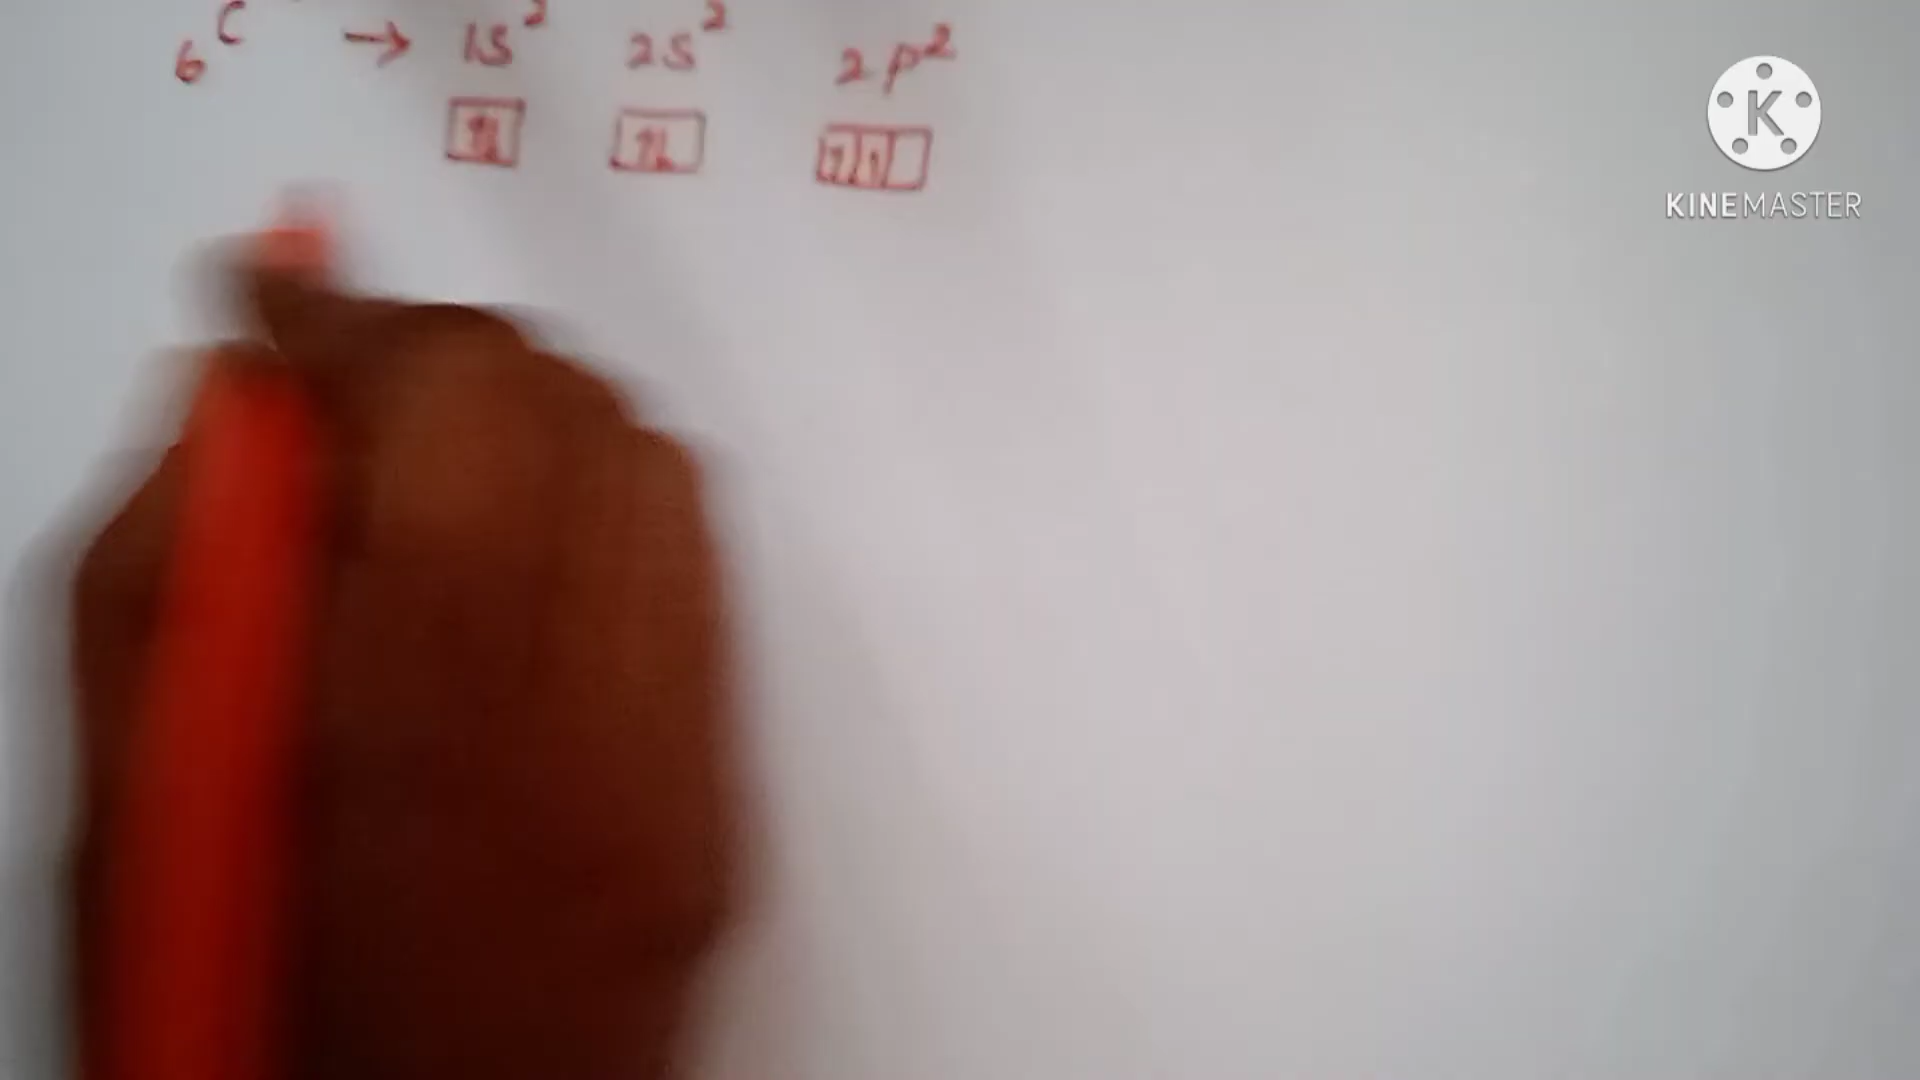 ₆C → 1s² 2s² 2p²
↑↓ ↑↓ ↑ ↑
K
KINEMASTER